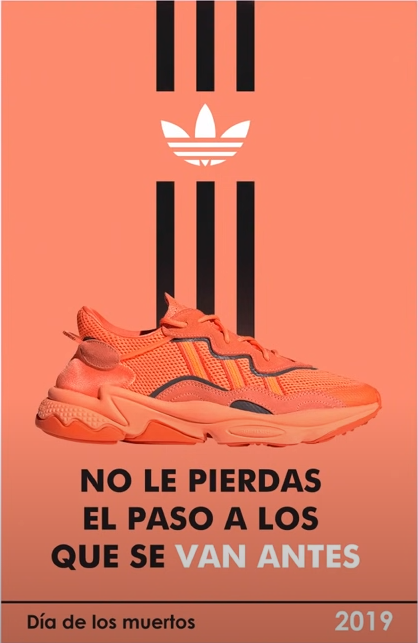 NO LE PIERDAS
EL PASO A LOS
QUE SE VAN ANTES
Día de los muertos
2019